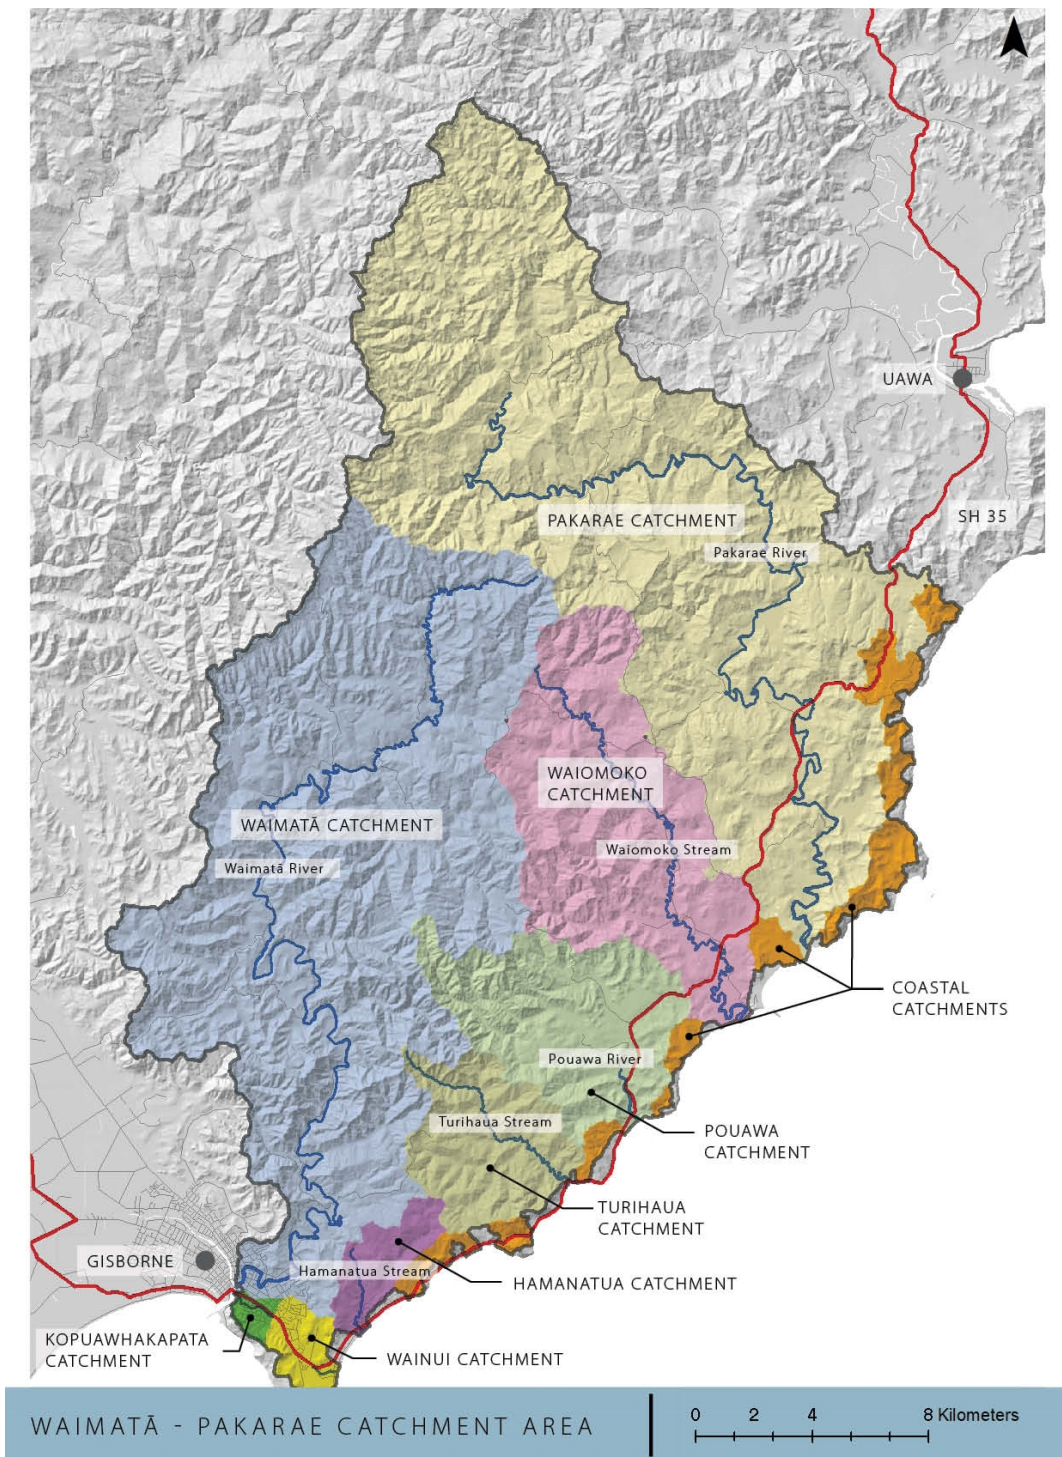 UAWA
SH 35
PAKARAE CATCHMENT
Pakarae River
WAIOMOKO
CATCHMENT
WAIMATĀ CATCHMENT
Waiomoko Stream
Waimatā River
COASTAL
CATCHMENTS
Pouawa River
Turihaua Stream
POUAWA
CATCHMENT
TURIHAUA
CATCHMENT
GISBORNE
Hamanatua Stream
HAMANATUA CATCHMENT
KOPUAWHAKAPATA
CATCHMENT
WAINUI CATCHMENT
WAIMATĀ - PAKARAE CATCHMENT AREA
0 2 4 8 Kilometers